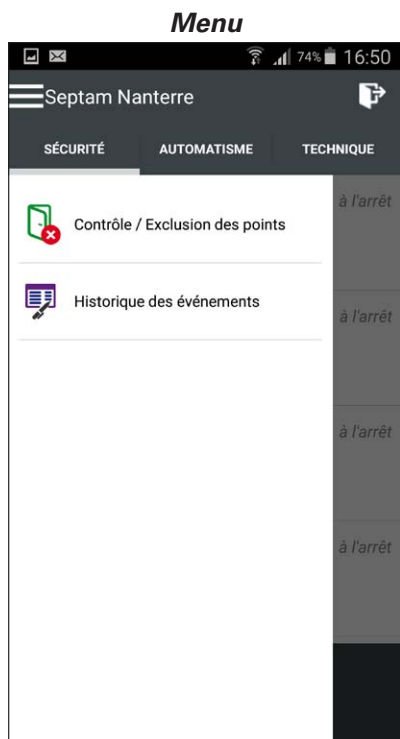 Menu
74% 16:50
Septam Nanterre
SÉCURITÉ AUTOMATISME TECHNIQUE
à l'arrêt
Contrôle / Exclusion des points
Historique des événements
à l'arrêt
à l'arrêt
à l'arrêt